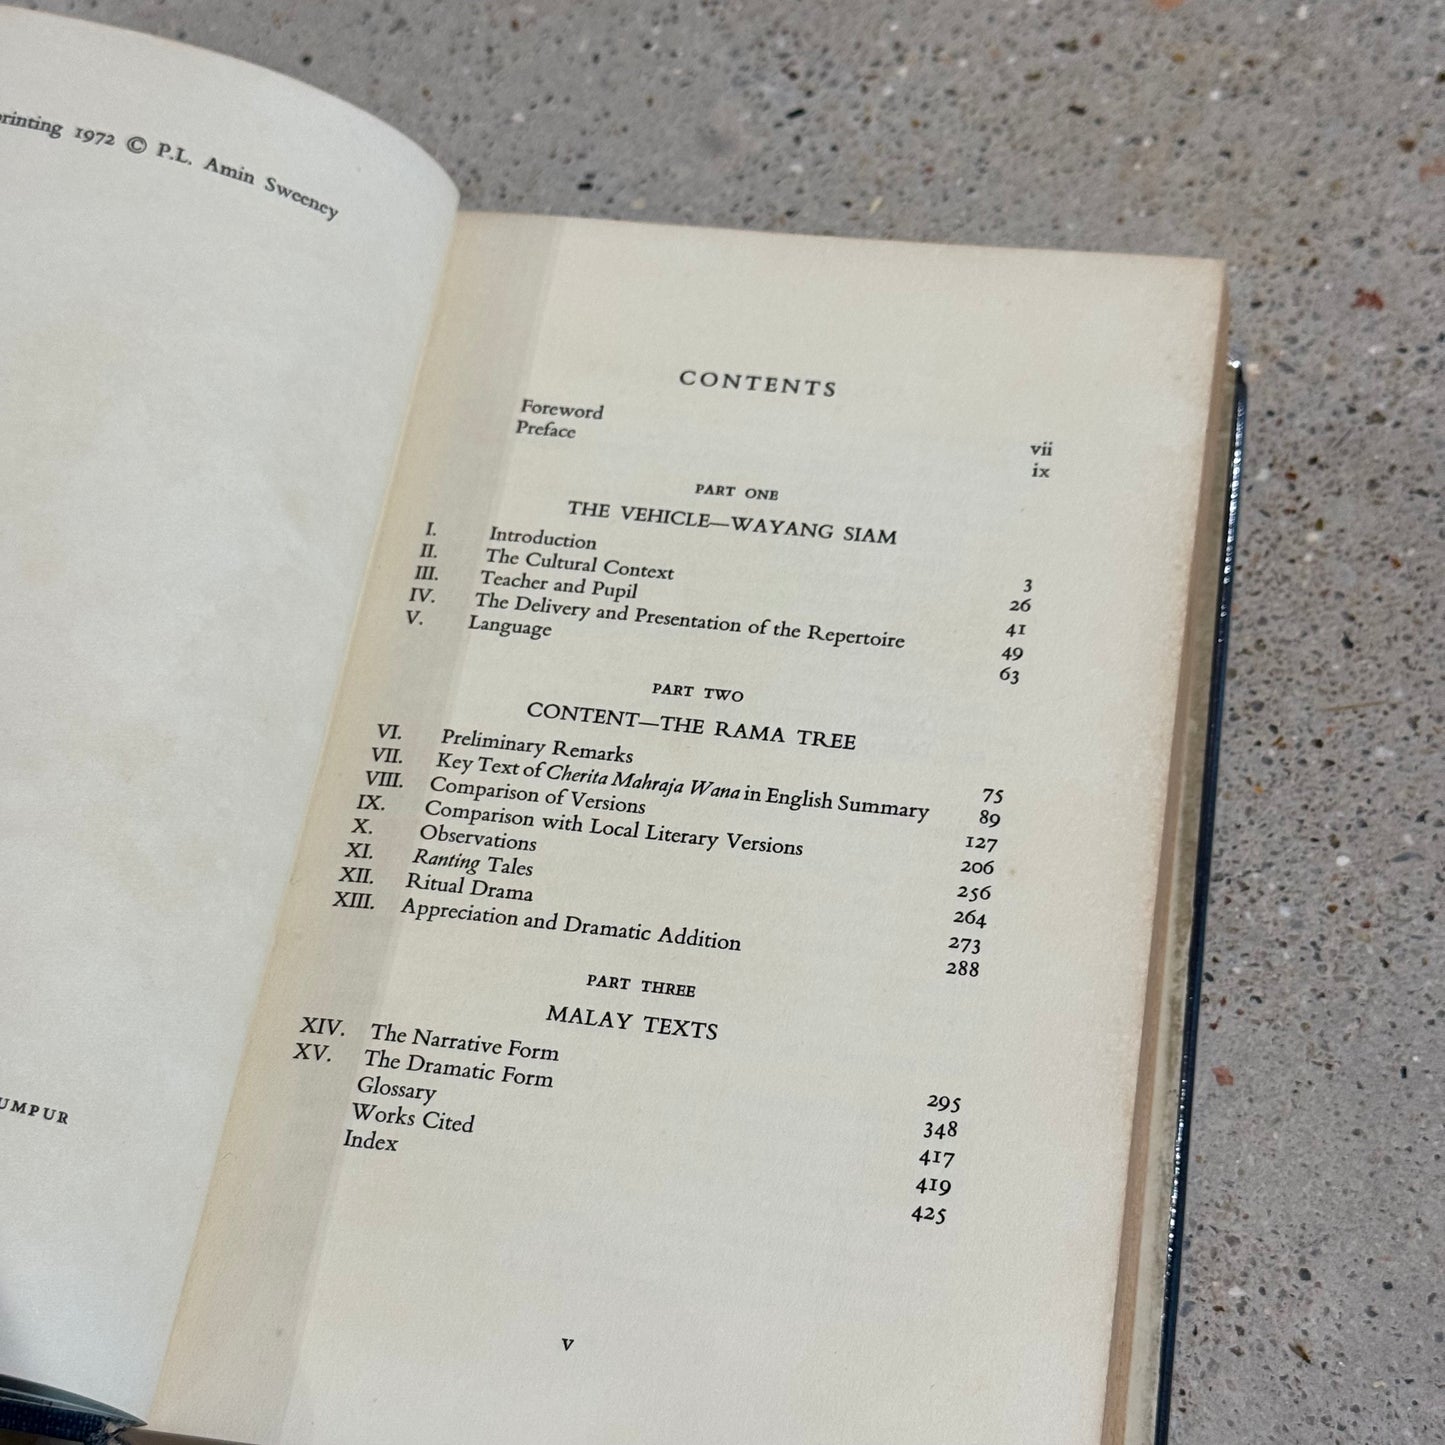 printing 1972 © P.L. Amin Sweeney
CONTENTS
Foreword vii
Preface ix
PART ONE
THE VEHICLE—WAYANG SIAM
I. Introduction 3
II. The Cultural Context 26
III. Teacher and Pupil 41
IV. The Delivery and Presentation of the Repertoire 49
V. Language 63
PART TWO
CONTENT—THE RAMA TREE
VI. Preliminary Remarks 75
VII. Key Text of Cherita Mahraja Wana in English Summary 89
VIII. Comparison of Versions 127
IX. Comparison with Local Literary Versions 206
X. Observations 256
XI. Ranting Tales 264
XII. Ritual Drama 273
XIII. Appreciation and Dramatic Addition 288
PART THREE
MALAY TEXTS
XIV. The Narrative Form 295
XV. The Dramatic Form 348
Glossary 417
Works Cited 419
Index 425
v